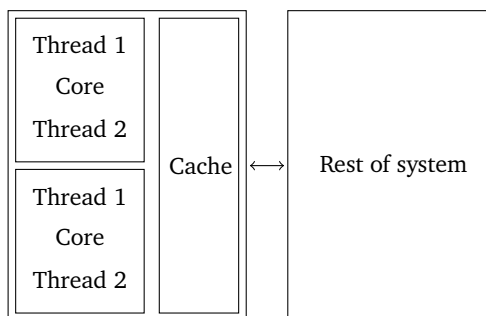 Thread 1
Core
Thread 2
Thread 1
Core
Thread 2
Cache
Rest of system